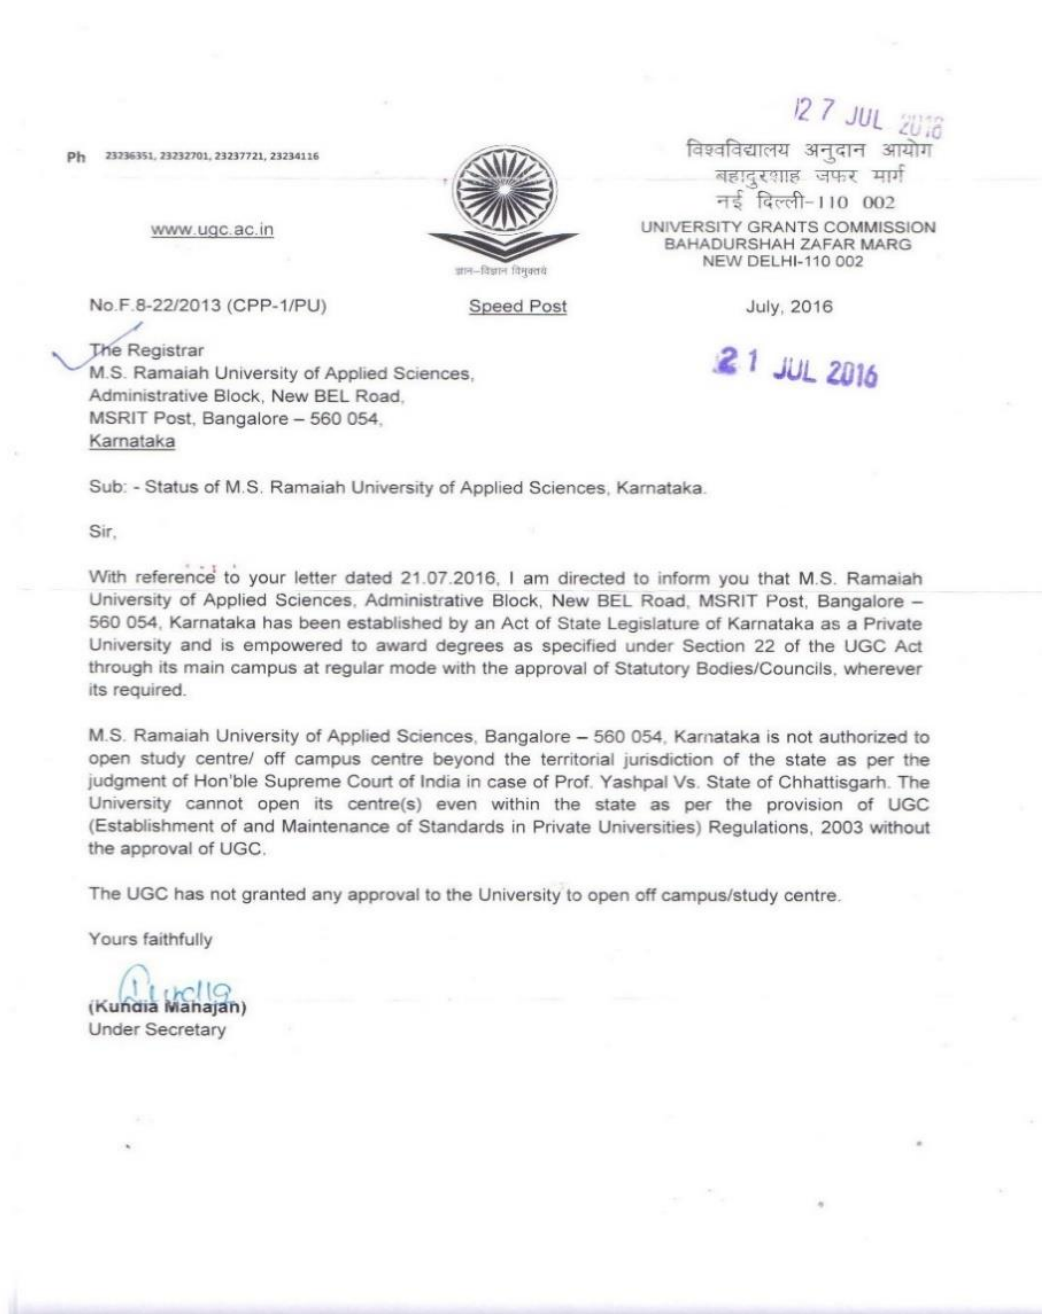 27 JUL 2016
Ph 23236351, 23232701, 23237721, 23234116
www.ugc.ac.in
ज्ञान-विज्ञान विमुक्तये
विश्वविद्यालय अनुदान आयोग
बहादुरशाह जफर मार्ग
नई दिल्ली-110 002
UNIVERSITY GRANTS COMMISSION
BAHADURSHAH ZAFAR MARG
NEW DELHI-110 002
No.F.8-22/2013 (CPP-1/PU) Speed Post July, 2016
21 JUL 2016
The Registrar
M.S. Ramaiah University of Applied Sciences,
Administrative Block, New BEL Road,
MSRIT Post, Bangalore – 560 054,
Karnataka
Sub: - Status of M.S. Ramaiah University of Applied Sciences, Karnataka.
Sir,
With reference to your letter dated 21.07.2016, I am directed to inform you that M.S. Ramaiah
University of Applied Sciences, Administrative Block, New BEL Road, MSRIT Post, Bangalore –
560 054, Karnataka has been established by an Act of State Legislature of Karnataka as a Private
University and is empowered to award degrees as specified under Section 22 of the UGC Act
through its main campus at regular mode with the approval of Statutory Bodies/Councils, wherever
its required.
M.S. Ramaiah University of Applied Sciences, Bangalore – 560 054, Karnataka is not authorized to
open study centre/ off campus centre beyond the territorial jurisdiction of the state as per the
judgment of Hon'ble Supreme Court of India in case of Prof. Yashpal Vs. State of Chhattisgarh. The
University cannot open its centre(s) even within the state as per the provision of UGC
(Establishment of and Maintenance of Standards in Private Universities) Regulations, 2003 without
the approval of UGC.
The UGC has not granted any approval to the University to open off campus/study centre.
Yours faithfully
(Kundla Mahajan)
Under Secretary